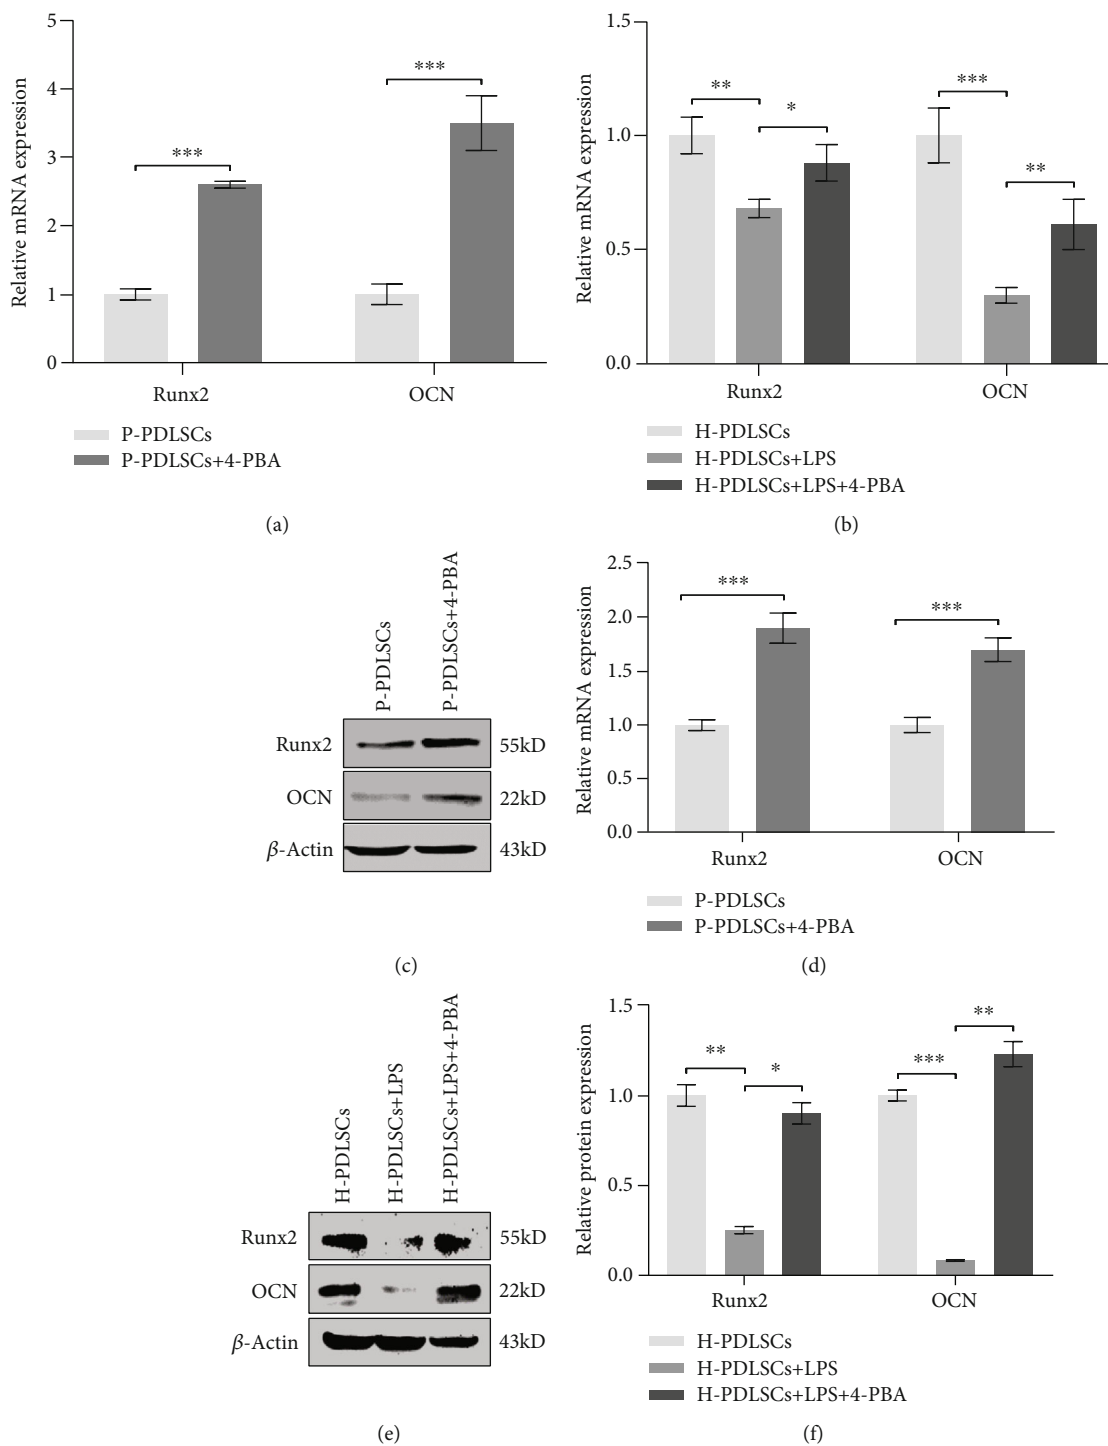 5
4
3
2
1
0
Relative mRNA expression
***
***
Runx2
OCN
P-PDLSCs
P-PDLSCs+4-PBA
(a)
1.5
1.0
0.5
0.0
Relative mRNA expression
**
*
***
**
Runx2
OCN
H-PDLSCs
H-PDLSCs+LPS
H-PDLSCs+LPS+4-PBA
(b)
P-PDLSCs
P-PDLSCs+4-PBA
Runx2
55kD
OCN
22kD
β-Actin
43kD
(c)
2.5
2.0
1.5
1.0
0.5
0.0
Relative mRNA expression
***
***
Runx2
OCN
P-PDLSCs
P-PDLSCs+4-PBA
(d)
H-PDLSCs
H-PDLSCs+LPS
H-PDLSCs+LPS+4-PBA
Runx2
55kD
OCN
22kD
β-Actin
43kD
(e)
1.5
1.0
0.5
0.0
Relative protein expression
**
*
***
**
Runx2
OCN
H-PDLSCs
H-PDLSCs+LPS
H-PDLSCs+LPS+4-PBA
(f)